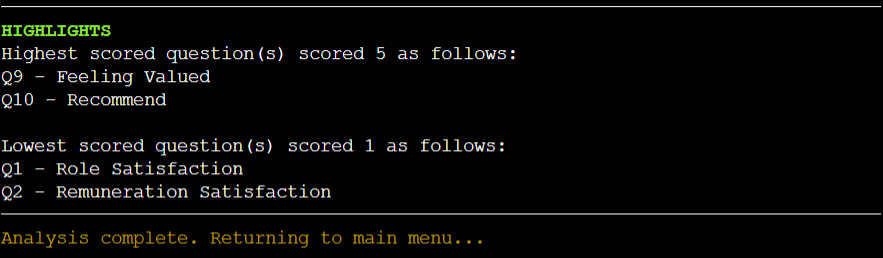 HIGHLIGHTS
Highest scored question(s) scored 5 as follows:
Q9 - Feeling Valued
Q10 - Recommend
Lowest scored question(s) scored 1 as follows:
Q1 - Role Satisfaction
Q2 - Remuneration Satisfaction
Analysis complete. Returning to main menu...